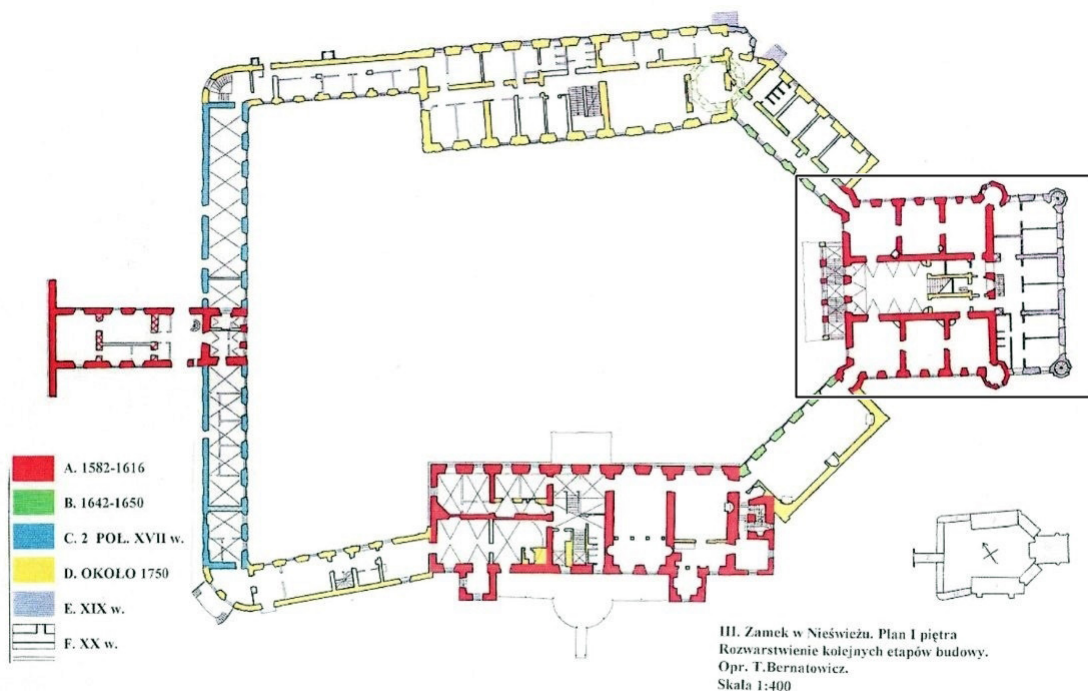 A. 1582-1616
B. 1642-1650
C. 2 POŁ. XVII w.
D. OKOŁO 1750
E. XIX w.
F. XX w.
III. Zamek w Nieświeżu. Plan I piętra
Rozwarstwienie kolejnych etapów budowy.
Opr. T.Bernatowicz.
Skala 1:400